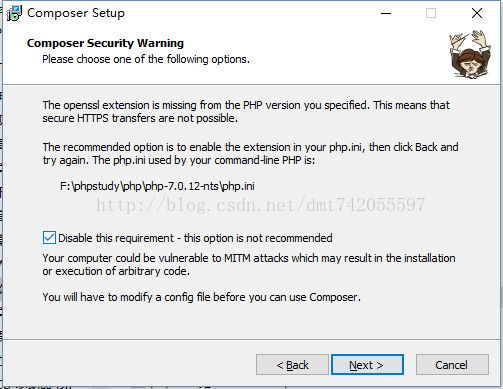 Composer Setup
Composer Security Warning
Please choose one of the following options.
The openssl extension is missing from the PHP version you specified. This means that
secure HTTPS transfers are not possible.
The recommended option is to enable the extension in your php.ini, then click Back and
try again. The php.ini used by your command-line PHP is:
F:\phpstudy\php\php-7.0.12-nts\php.ini
http://blog.csdn.net/dmt742055597
Disable this requirement - this option is not recommended
Your computer could be vulnerable to MITM attacks which may result in the installation
or execution of arbitrary code.
You will have to modify a config file before you can use Composer.
< Back
Next >
Cancel